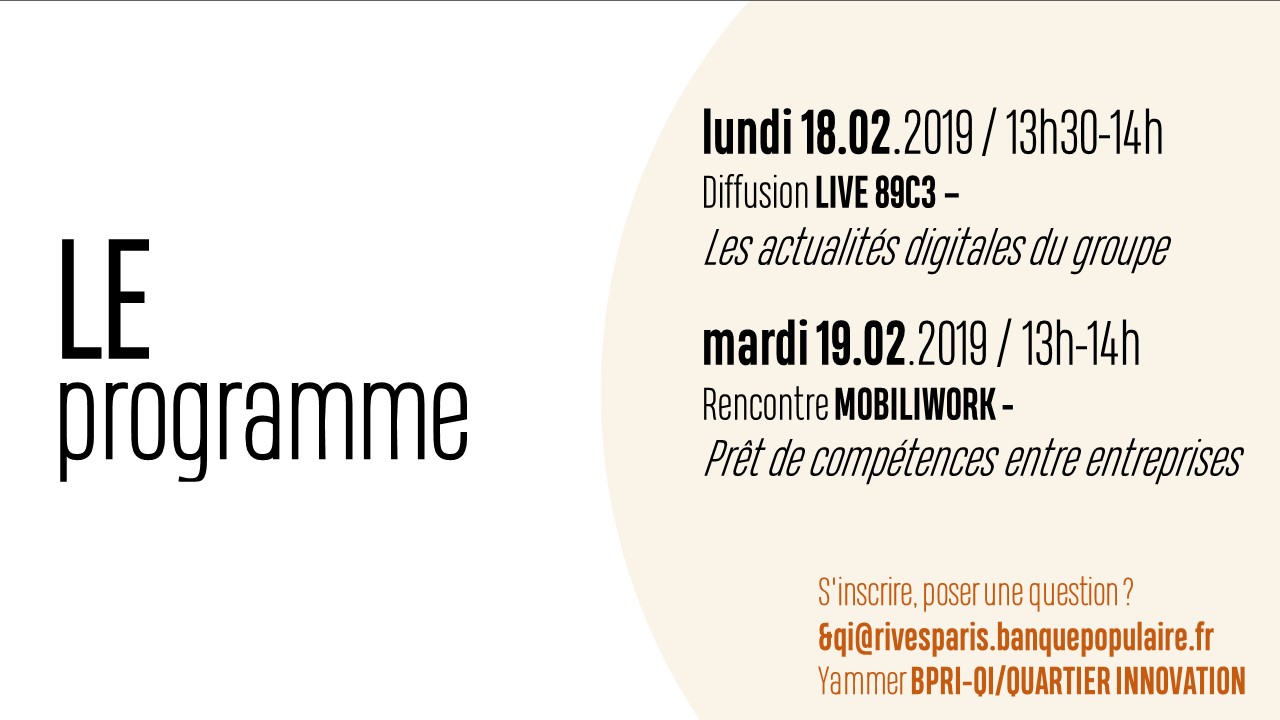 LE
programme
lundi 18.02.2019 / 13h30-14h
Diffusion LIVE 89C3 –
Les actualités digitales du groupe
mardi 19.02.2019 / 13h-14h
Rencontre MOBILIWORK -
Prêt de compétences entre entreprises
S'inscrire, poser une question ?
&qi@rivesparis.banquepopulaire.fr
Yammer BPRI-QI/QUARTIER INNOVATION